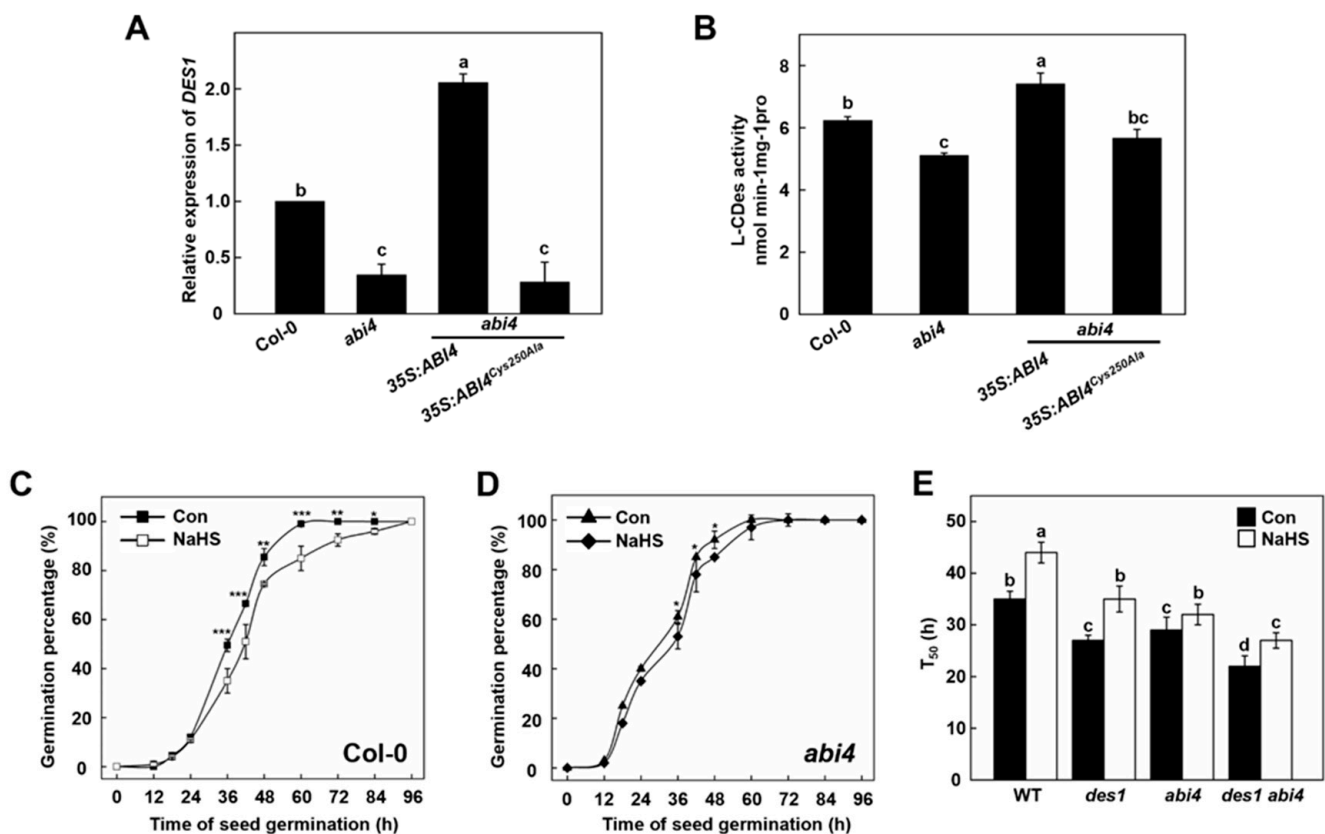 A
Relative expression of DES1
2.0
1.5
1.0
0.5
0
b
c
a
c
Col-0
abi4
abi4
35S:ABI4
35S:ABI4Cys250Ala
B
L-CDes activity
nmol min-1mg-1pro
8
6
4
2
0
b
c
a
bc
Col-0
abi4
abi4
35S:ABI4
35S:ABI4Cys250Ala
C
Germination percentage (%)
100
80
60
40
20
0
Con
NaHS
*** *** ** *** ** *
Col-0
0 12 24 36 48 60 72 84 96
Time of seed germination (h)
D
Germination percentage (%)
100
80
60
40
20
0
Con
NaHS
* * *
abi4
0 12 24 36 48 60 72 84 96
Time of seed germination (h)
E
T50 (h)
50
40
30
20
10
0
Con
NaHS
b a c b c b d c
WT des1 abi4 des1 abi4